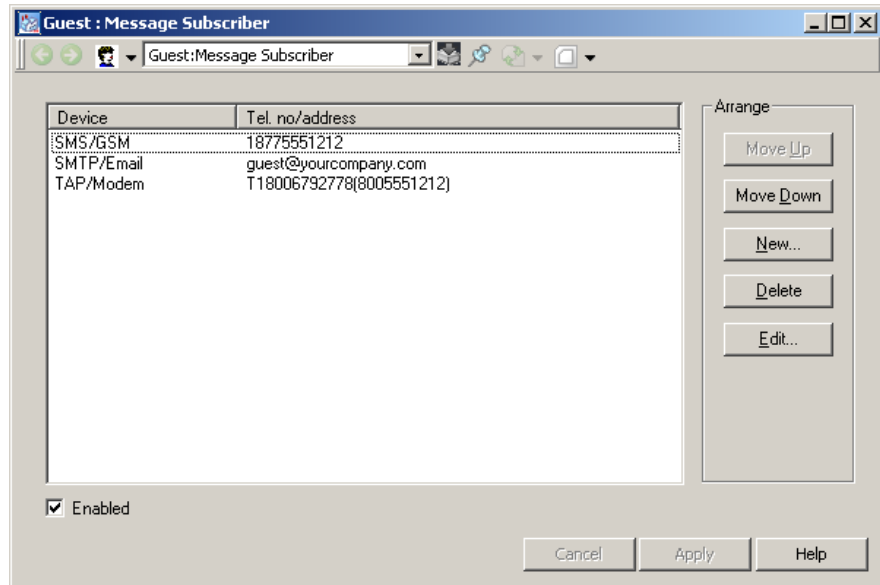 Guest : Message Subscriber
Guest:Message Subscriber
Device Tel. no/address
SMS/GSM 18775551212
SMTP/Email guest@yourcompany.com
TAP/Modem T18006792778(8005551212)
Arrange
Move Up
Move Down
New...
Delete
Edit...
Enabled
Cancel Apply Help